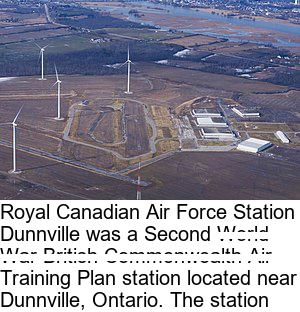 Royal Canadian Air Force Station
Dunnville was a Second World
War British Commonwealth Air
Training Plan station located near
Dunnville, Ontario. The station